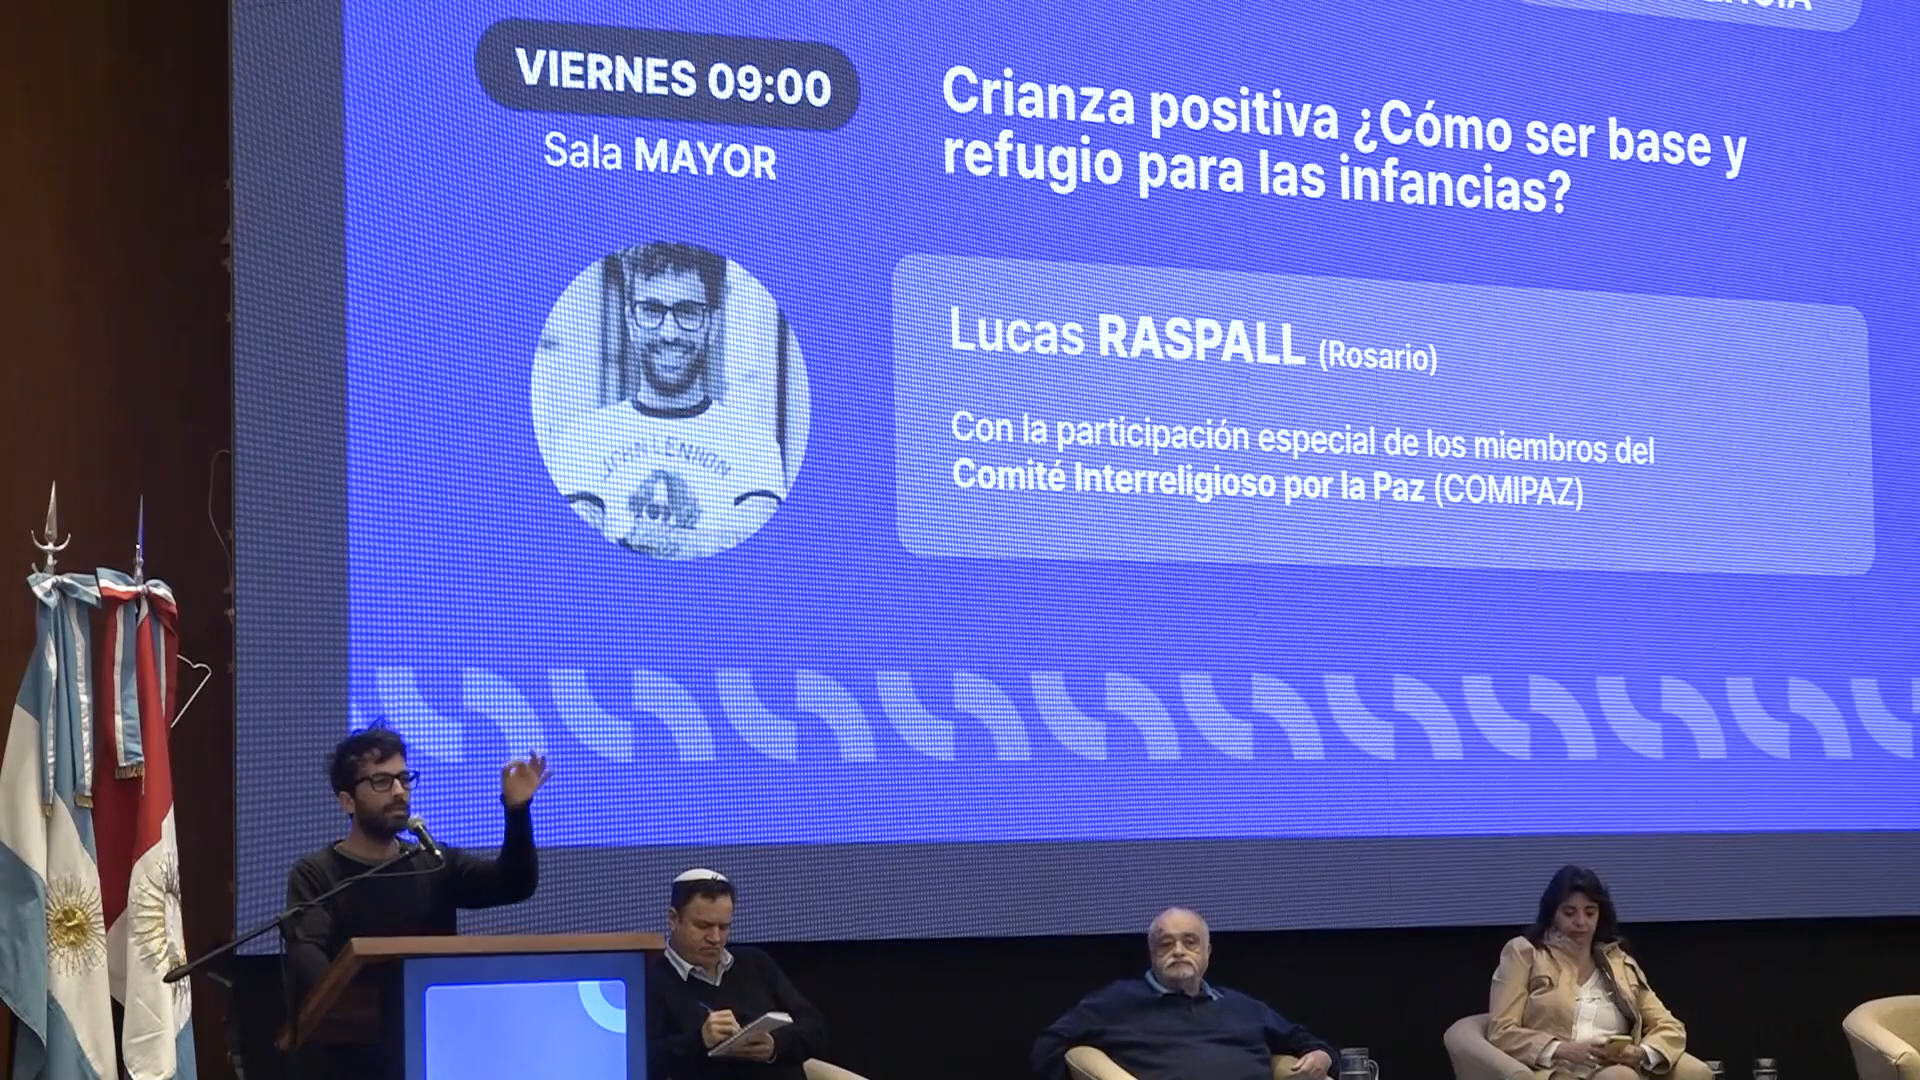 VIERNES 09:00
Sala MAYOR
Crianza positiva ¿Cómo ser base y
refugio para las infancias?
Lucas RASPALL (Rosario)
Con la participación especial de los miembros del
Comité Interreligioso por la Paz (COMIPAZ)
JOHN LENNON